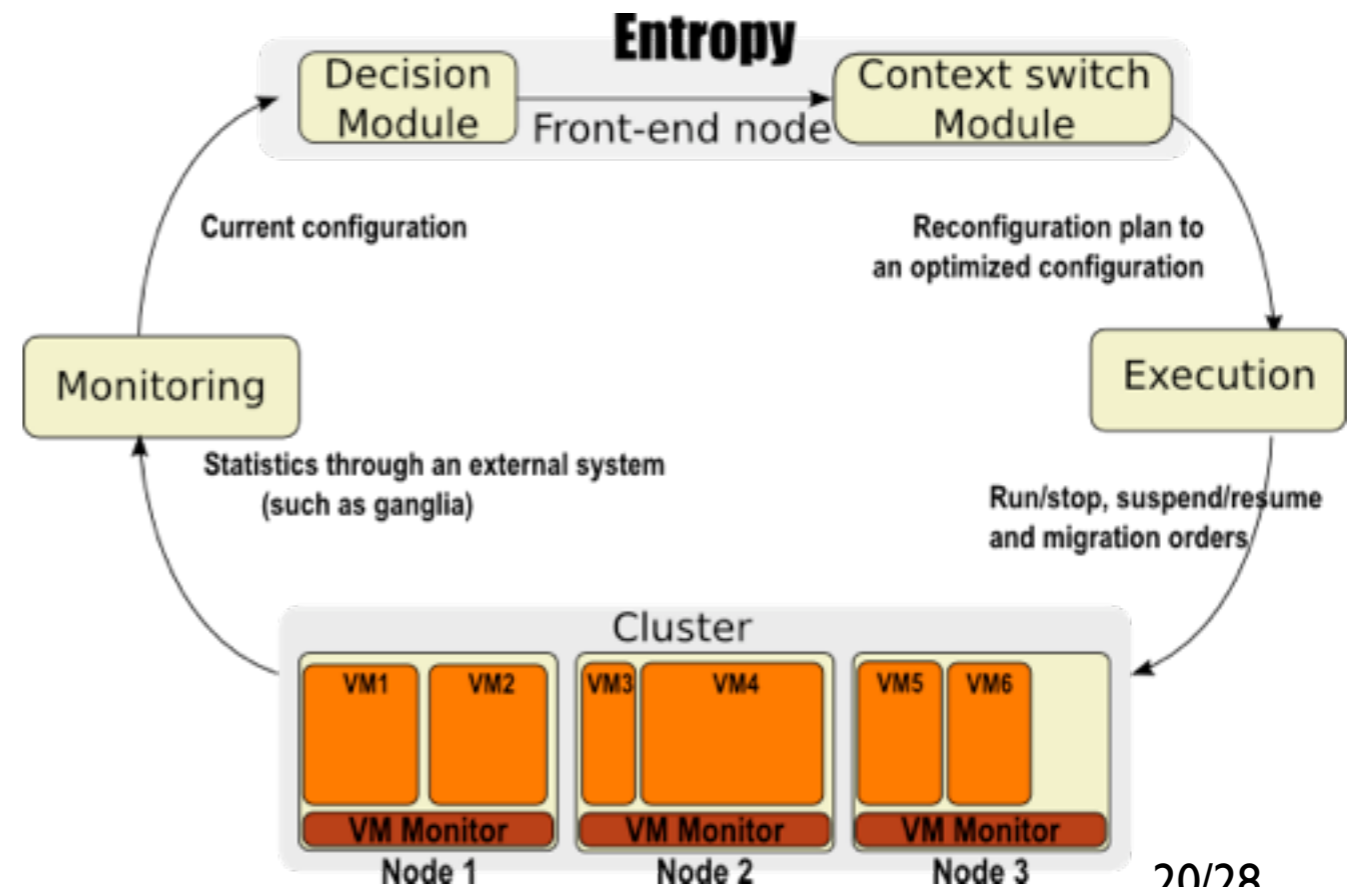 Entropy
Decision
Module
Front-end node
Context switch
Module
Current configuration
Reconfiguration plan to
an optimized configuration
Monitoring
Execution
Statistics through an external system
(such as ganglia)
Run/stop, suspend/resume
and migration orders
Cluster
VM1
VM2
VM3
VM4
VM5
VM6
VM Monitor
VM Monitor
VM Monitor
Node 1
Node 2
Node 3
20/28